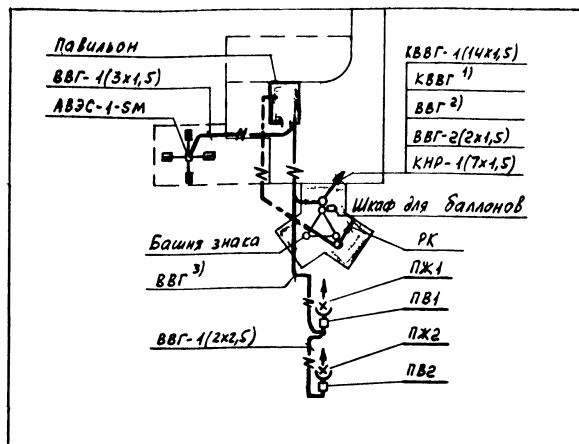 Павильон
ВВГ-1(3х1,5)
АВЭС-1-5М
КВВГ-1(14х1,5)
КВВГ 1)
ВВГ 2)
ВВГ-2(2х1,5)
КНР-1(7х1,5)
Шкаф для баллонов
РК
Башня знака
ВВГ 3)
ПЖ1
ПВ1
ВВГ-1(2х2,5)
ПЖ2
ПВ2